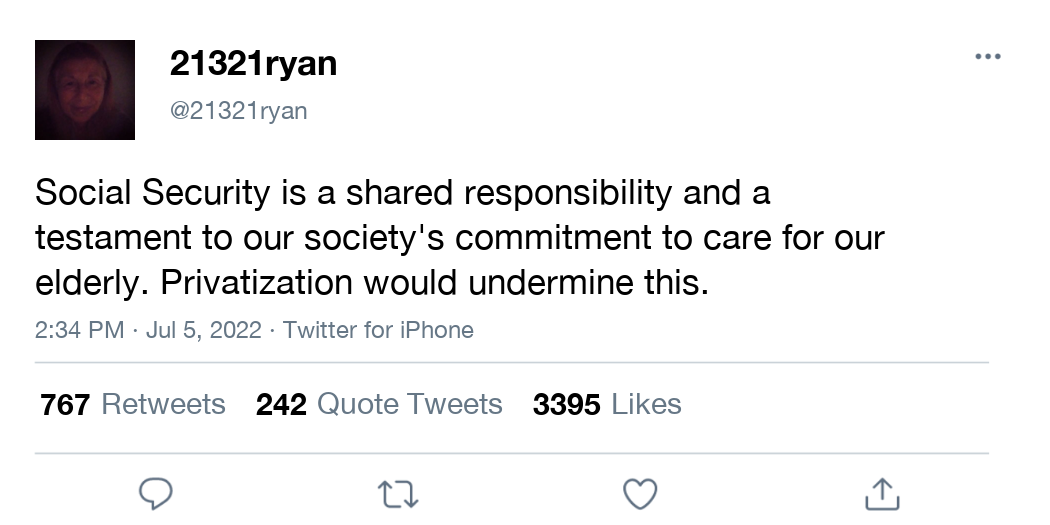 21321ryan
@21321ryan
Social Security is a shared responsibility and a
testament to our society's commitment to care for our
elderly. Privatization would undermine this.
2:34 PM · Jul 5, 2022 · Twitter for iPhone
767 Retweets 242 Quote Tweets 3395 Likes